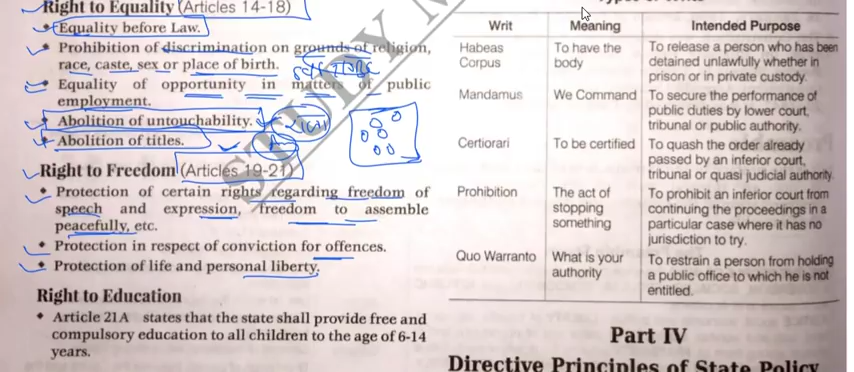 Right to Equality (Articles 14-18)
Equality before Law.
Prohibition of discrimination on grounds of religion,
race, caste, sex or place of birth.
Equality of opportunity in matters of public
employment.
Abolition of untouchability.
Abolition of titles.
Right to Freedom (Articles 19-21)
Protection of certain rights regarding freedom of
speech and expression, freedom to assemble
peacefully, etc.
Protection in respect of conviction for offences.
Protection of life and personal liberty.
Right to Education
Article 21A states that the state shall provide free and
compulsory education to all children to the age of 6-14
years.
STUDY
Writ Meaning Intended Purpose
Habeas Corpus
To have the body
To release a person who has been
detained unlawfully whether in
prison or in private custody.
Mandamus
We Command
To secure the performance of
public duties by lower court,
tribunal or public authority.
Certiorari
To be certified
To quash the order already
passed by an inferior court,
tribunal or quasi judicial authority.
Prohibition
The act of
stopping
something
To prohibit an inferior court from
continuing the proceedings in a
particular case where it has no
jurisdiction to try.
Quo Warranto
What is your
authority
To restrain a person from holding
a public office to which he is not
entitled.
Part IV
Directive Principles of State Policy